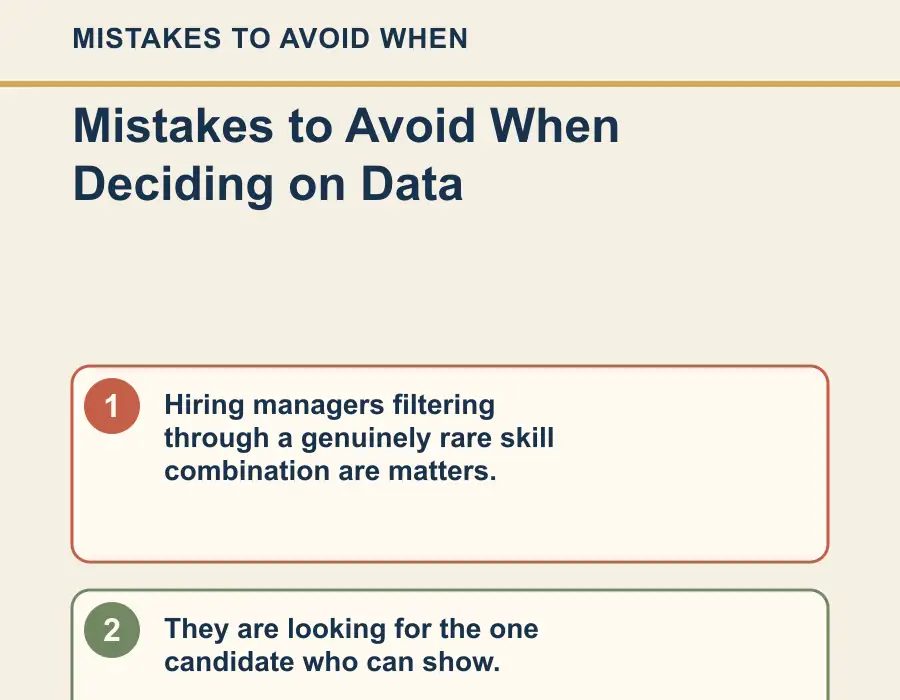 MISTAKES TO AVOID WHEN
Mistakes to Avoid When
Deciding on Data
1
Hiring managers filtering
through a genuinely rare skill
combination are matters.
2
They are looking for the one
candidate who can show.